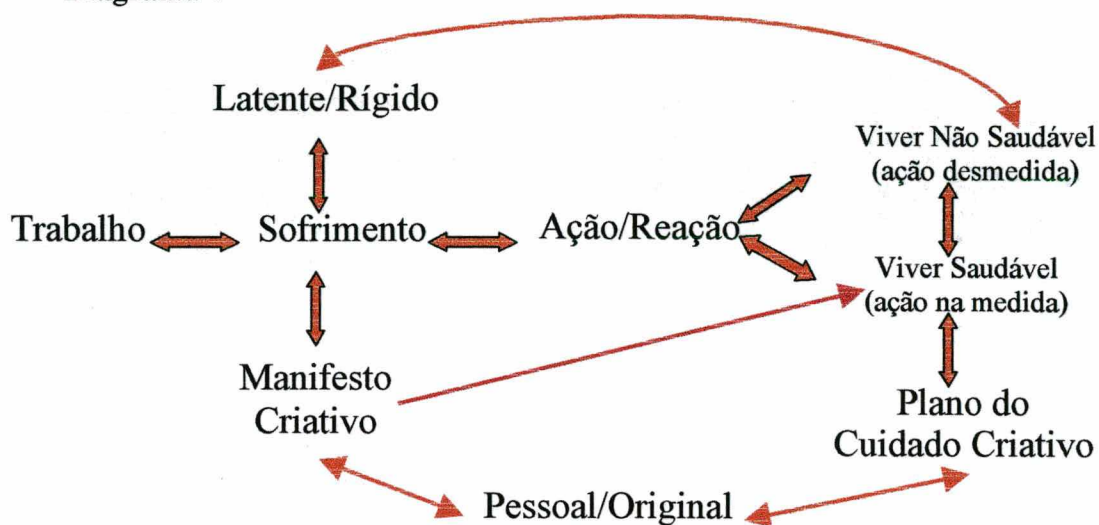 Latente/Rígido
Viver Não Saudável
(ação desmedida)
Trabalho
Sofrimento
Ação/Reação
Viver Saudável
(ação na medida)
Manifesto
Criativo
Plano do
Cuidado Criativo
Pessoal/Original